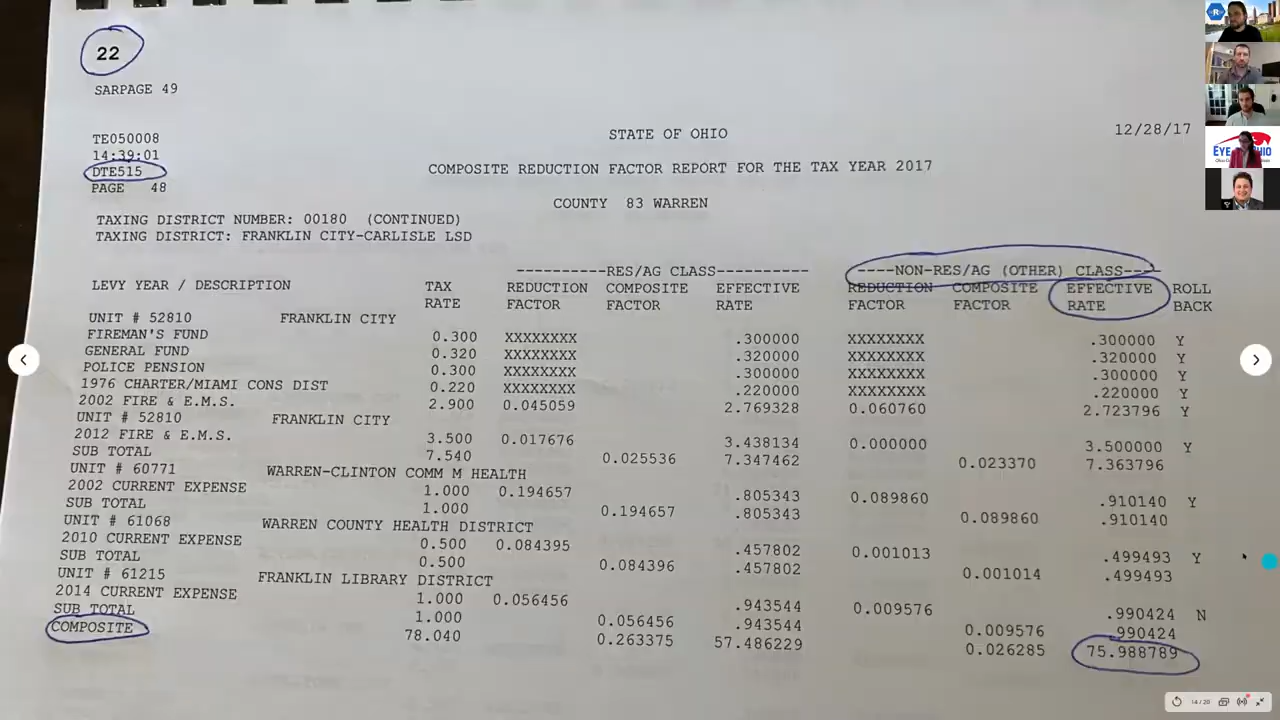 22
SARPAGE 49
TE050008
14:39:01
DTE515
PAGE 48
12/28/17
STATE OF OHIO
COMPOSITE REDUCTION FACTOR REPORT FOR THE TAX YEAR 2017
COUNTY 83 WARREN
TAXING DISTRICT NUMBER: 00180 (CONTINUED)
TAXING DISTRICT: FRANKLIN CITY-CARLISLE LSD
----------RES/AG CLASS---------- ----NON-RES/AG (OTHER) CLASS----
LEVY YEAR / DESCRIPTION TAX REDUCTION COMPOSITE EFFECTIVE REDUCTION COMPOSITE EFFECTIVE ROLL
RATE FACTOR FACTOR RATE FACTOR FACTOR RATE BACK
UNIT # 52810 FRANKLIN CITY
FIREMAN'S FUND 0.300 XXXXXXXX .300000 XXXXXXXX .300000 Y
GENERAL FUND 0.320 XXXXXXXX .320000 XXXXXXXX .320000 Y
POLICE PENSION 0.300 XXXXXXXX .300000 XXXXXXXX .300000 Y
1976 CHARTER/MIAMI CONS DIST 0.220 XXXXXXXX .220000 XXXXXXXX .220000 Y
2002 FIRE & E.M.S. 2.900 0.045059 2.769328 0.060760 2.723796 Y
UNIT # 52810 FRANKLIN CITY
2012 FIRE & E.M.S. 3.500 0.017676 3.438134 0.000000 3.500000 Y
SUB TOTAL 7.540 0.025536 7.347462 0.023370 7.363796
UNIT # 60771 WARREN-CLINTON COMM M HEALTH
2002 CURRENT EXPENSE 1.000 0.194657 .805343 0.089860 .910140 Y
SUB TOTAL 1.000 0.194657 .805343 0.089860 .910140
UNIT # 61068 WARREN COUNTY HEALTH DISTRICT
2010 CURRENT EXPENSE 0.500 0.084395 .457802 0.001013 .499493 Y
SUB TOTAL 0.500 0.084396 .457802 0.001014 .499493
UNIT # 61215 FRANKLIN LIBRARY DISTRICT
2014 CURRENT EXPENSE 1.000 0.056456 .943544 0.009576 .990424 N
SUB TOTAL 1.000 0.056456 .943544 0.009576 .990424
COMPOSITE 78.040 0.263375 57.486229 0.026285 75.988789
R
EYE OHIO
14 / 20